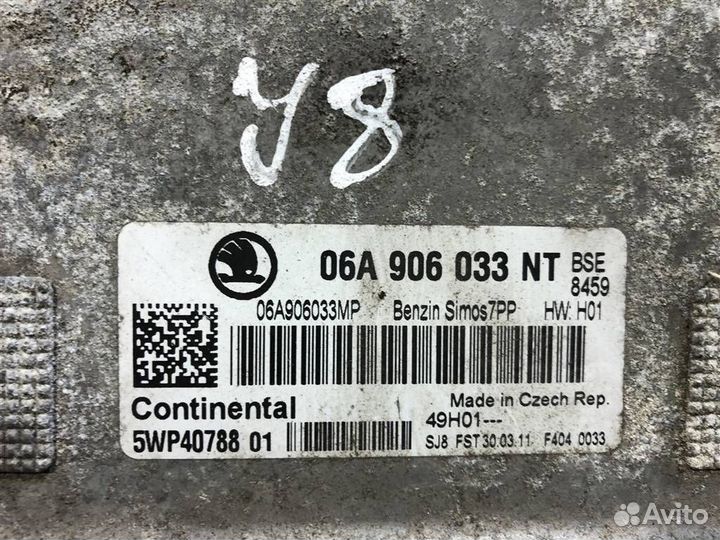 У8
06A 906 033 NT BSE 8459
06A906033MP Benzin Simos7PP HW: H01
Continental Made in Czech Rep.
49H01---
5WP40788 01 SJ8 FST 30.03.11 F404 0033
Avito